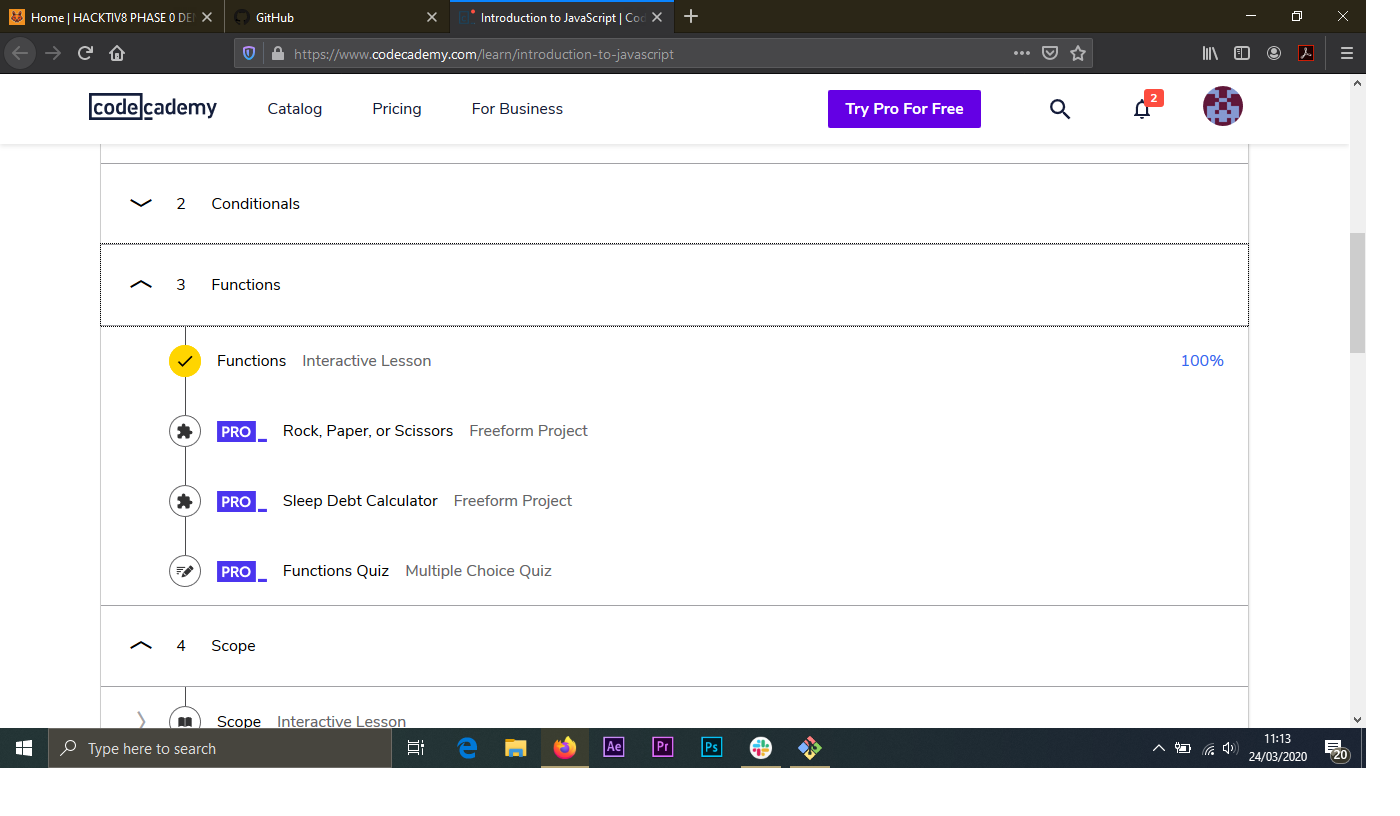 Home | HACKTIV8 PHASE 0 DE
GitHub
Introduction to JavaScript | Cod
https://www.codecademy.com/learn/introduction-to-javascript
codecademy
Catalog
Pricing
For Business
Try Pro For Free
2
2 Conditionals
3 Functions
Functions Interactive Lesson 100%
PRO Rock, Paper, or Scissors Freeform Project
PRO Sleep Debt Calculator Freeform Project
PRO Functions Quiz Multiple Choice Quiz
4 Scope
Scope Interactive Lesson
Type here to search
Ae
Pr
Ps
11:13
24/03/2020
20